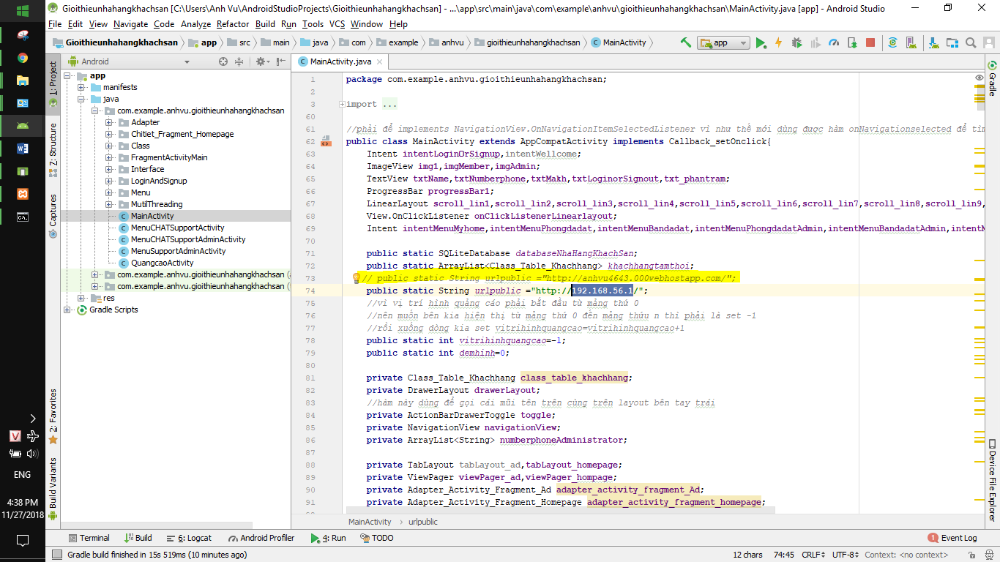 Gioithieunhahangkhachsan [C:\Users\Anh Vu\AndroidStudioProjects\Gioithieunhahangkhachsan] - ...\app\src\main\java\com\example\anhvu\gioithieunhahangkhachsan\MainActivity.java [app] - Android Studio
File Edit View Navigate Code Analyze Refactor Build Run Tools VCS Window Help
Gioithieunhahangkhachsan app src main java com example anhvu gioithieunhahangkhachsan MainActivity app
Android
MainActivity.java
1: Project
Z: Structure
Captures
2: Favorites
Build Variants
app
manifests
java
com.example.anhvu.gioithieunhahangkhachsan
Adapter
Chitiet_Fragment_Homepage
Class
FragmentActivityMain
Interface
LoginAndSignup
Menu
MutilThreading
MainActivity
MenuCHATSupportActivity
MenuCHATSupportAdminActivity
MenuSupportAdminActivity
QuangcaoActivity
com.example.anhvu.gioithieunhahangkhachsan
com.example.anhvu.gioithieunhahangkhachsan
res
Gradle Scripts
1 package com.example.anhvu.gioithieunhahangkhachsan;
2
3 import ...
60
61 //phải để implements NavigationView.OnNavigationItemSelectedListener vì như thế mới dùng được hàm onNavigationselected để
62 public class MainActivity extends AppCompatActivity implements Callback_setOnclick{
63 Intent intentLoginOrSignup,intentWellcome;
64 ImageView img1,imgMember,imgAdmin;
65 TextView txtName,txtNumberphone,txtMakh,txtLoginorSignout,txt_phantram;
66 ProgressBar progressBar1;
67 LinearLayout scroll_lin1,scroll_lin2,scroll_lin3,scroll_lin4,scroll_lin5,scroll_lin6,scroll_lin7,scroll_lin8,scroll_lin9,
68 View.OnClickListener onClickListenerLinearlayout;
69 Intent intentMenuMyhome,intentMenuPhongdadat,intentMenuBandadat,intentMenuPhongdadatAdmin,intentMenuBandadatAdmin,
70
71 public static SQLiteDatabase databaseNhaHangKhachSan;
72 public static ArrayList<Class_Table_Khachhang> khachhangtamthoi;
73 // public static String urlpublic ="http://anhvu4643.000webhostapp.com/";
74 public static String urlpublic ="http://192.168.56.1/";
75 //vì vị trí hình quảng cáo phải bắt đầu từ mảng thứ 0
76 //nên muốn bên kia hiện thị từ mảng thứ 0 đến mảng thứu n thì phải là set -1
77 //rồi xuống dòng kia set vitrihinhquangcao=vitrihinhquangcao+1
78 public static int vitrihinhquangcao=-1;
79 public static int demhinh=0;
80
81 private Class_Table_Khachhang class_table_khachhang;
82 private DrawerLayout drawerLayout;
83 //hàm này dùng để gọi cái mũi tên trên cùng trên layout bên tay trái
84 private ActionBarDrawerToggle toggle;
85 private NavigationView navigationView;
86 private ArrayList<String> numberphoneAdministrator;
87
88 private TabLayout tabLayout_ad,tabLayout_homepage;
89 private ViewPager viewPager_ad,viewPager_hompage;
90 private Adapter_Activity_Fragment_Ad adapter_activity_fragment_Ad;
91 private Adapter_Activity_Fragment_Homepage adapter_activity_fragment_homepage;
MainActivity urlpublic
Gradle
Device File Explorer
Terminal Build 6: Logcat Android Profiler 4: Run TODO 1 Event Log
Gradle build finished in 15s 519ms (10 minutes ago) 12 chars 74:45 CRLF UTF-8 Context: <no context>
ENG
4:38 PM
11/27/2018